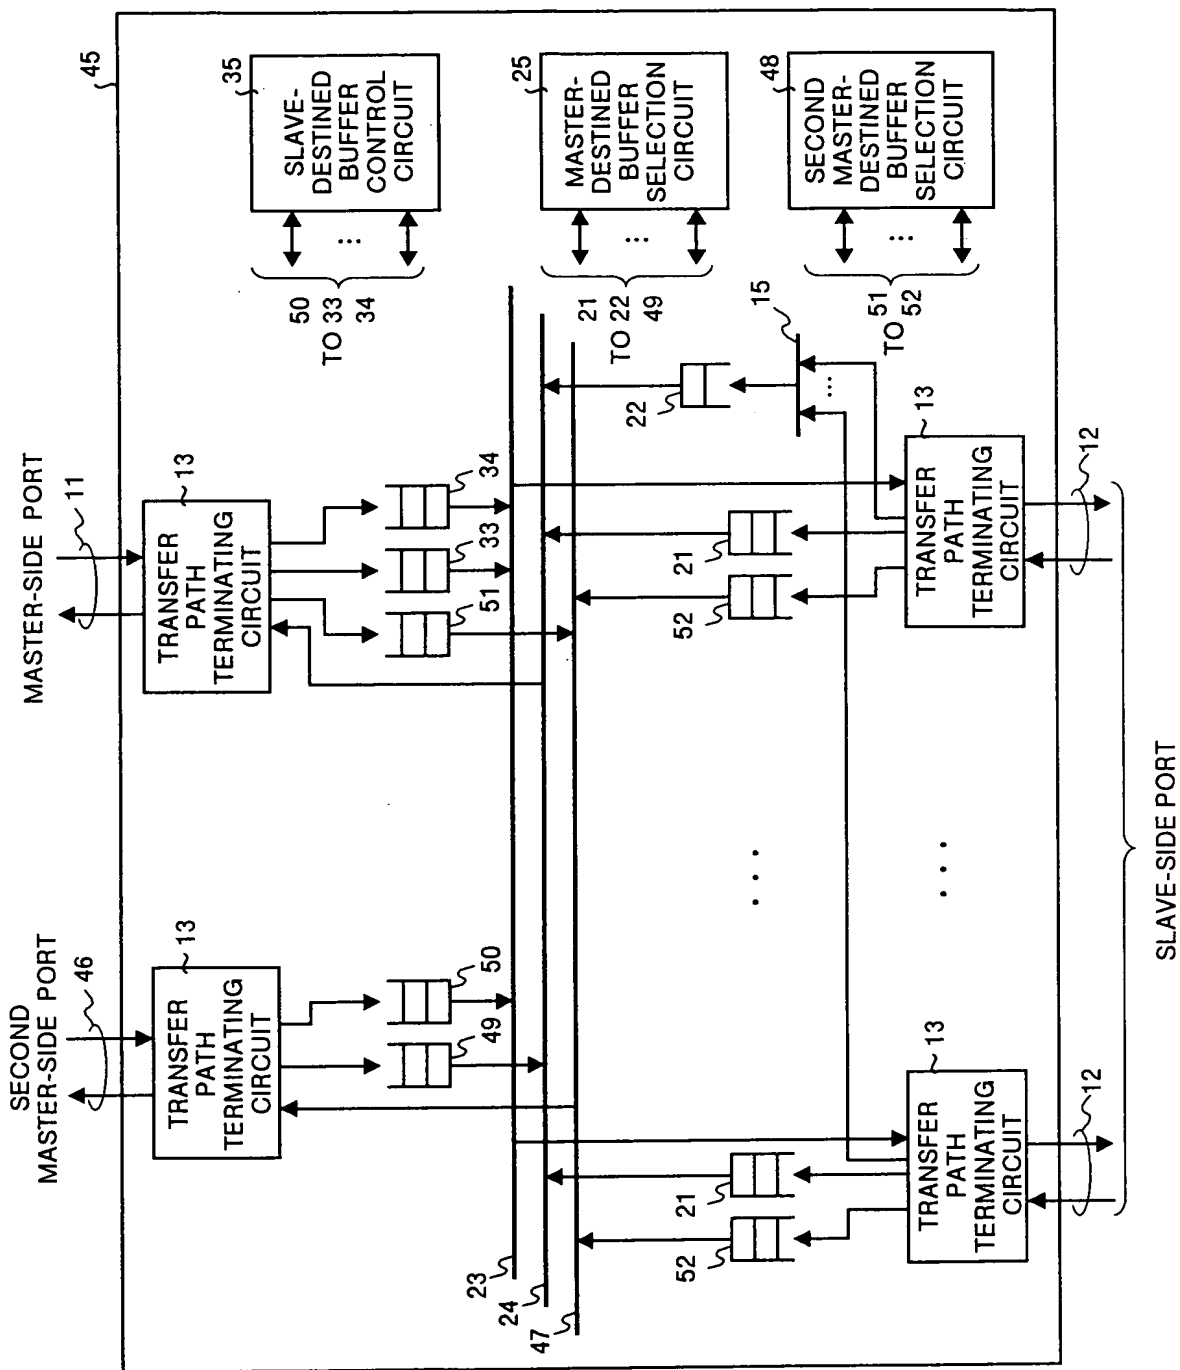 45
SECOND
MASTER-SIDE PORT
46
MASTER-SIDE PORT
11
13
TRANSFER
PATH
TERMINATING
CIRCUIT
13
TRANSFER
PATH
TERMINATING
CIRCUIT
35
SLAVE-
DESTINED
BUFFER
CONTROL
CIRCUIT
...
50
TO 33
34
25
MASTER-
DESTINED
BUFFER
SELECTION
CIRCUIT
...
21
TO 22
49
48
SECOND
MASTER-
DESTINED
BUFFER
SELECTION
CIRCUIT
...
51
TO 52
49
50
51
33
34
23
24
47
52
21
...
52
21
22
15
...
13
TRANSFER
PATH
TERMINATING
CIRCUIT
12
...
13
TRANSFER
PATH
TERMINATING
CIRCUIT
12
SLAVE-SIDE PORT